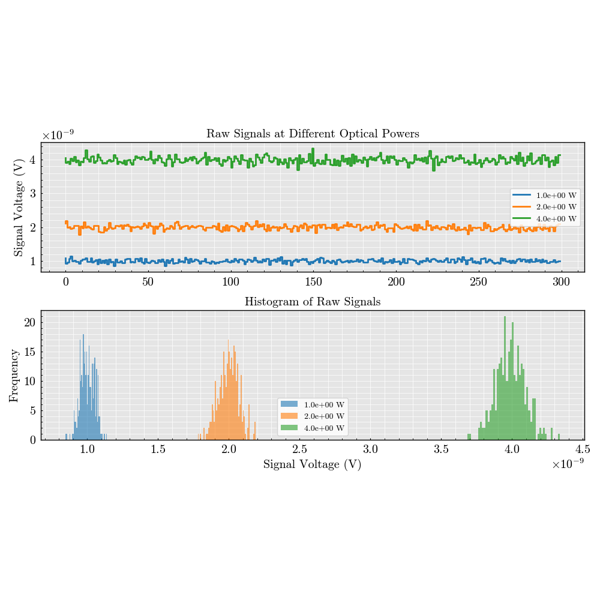 Raw Signals at Different Optical Powers
×10⁻⁹
Signal Voltage (V)
4
3
2
1
1.0e+00 W
2.0e+00 W
4.0e+00 W
0 50 100 150 200 250 300
Histogram of Raw Signals
Frequency
20
15
10
5
0
1.0e+00 W
2.0e+00 W
4.0e+00 W
1.0 1.5 2.0 2.5 3.0 3.5 4.0 4.5
Signal Voltage (V)
×10⁻⁹